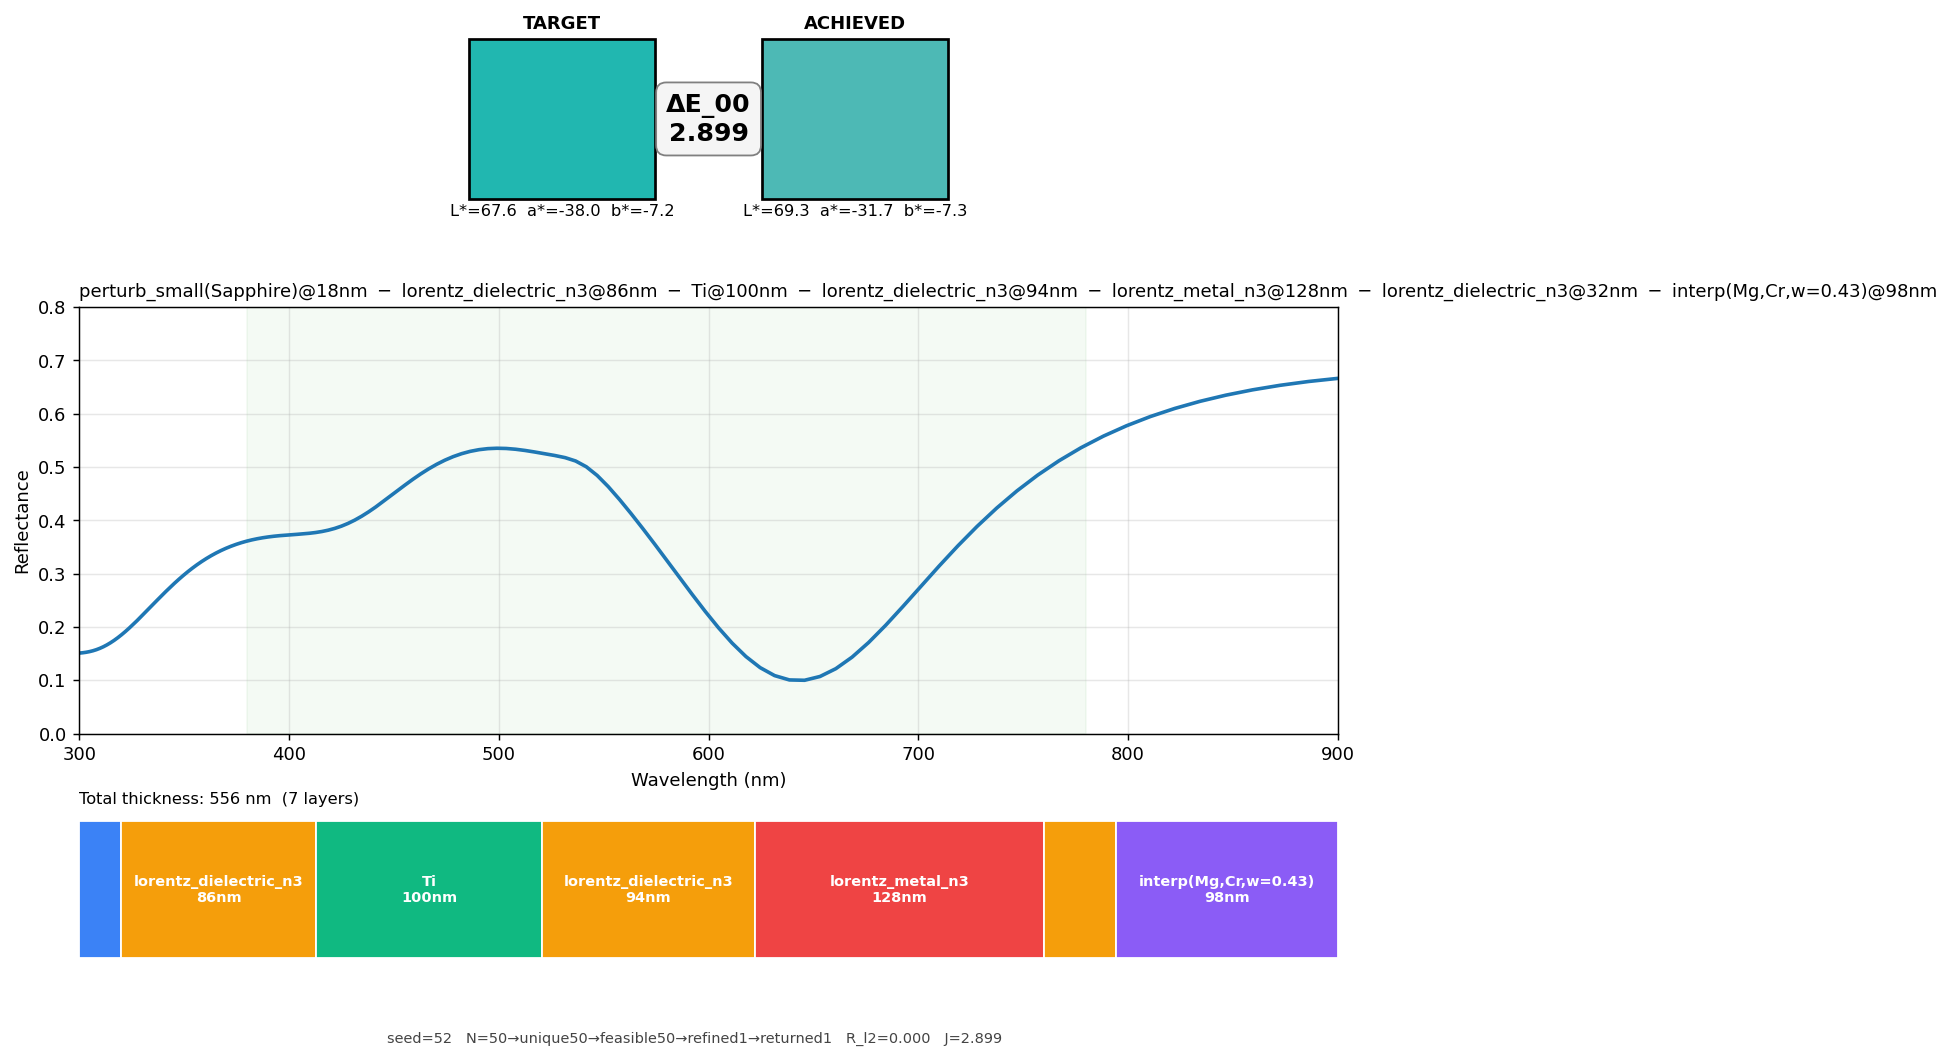 TARGET
ACHIEVED
ΔE_00
2.899
L*=67.6 a*=-38.0 b*=-7.2
L*=69.3 a*=-31.7 b*=-7.3
perturb_small(Sapphire)@18nm − lorentz_dielectric_n3@86nm − Ti@100nm − lorentz_dielectric_n3@94nm − lorentz_metal_n3@128nm − lorentz_dielectric_n3@32nm − interp(Mg,Cr,w=0.43)@98nm
0.8
0.7
0.6
0.5
0.4
0.3
0.2
0.1
0.0
Reflectance
300 400 500 600 700 800 900
Wavelength (nm)
Total thickness: 556 nm (7 layers)
lorentz_dielectric_n3
86nm
Ti
100nm
lorentz_dielectric_n3
94nm
lorentz_metal_n3
128nm
interp(Mg,Cr,w=0.43)
98nm
seed=52 N=50→unique50→feasible50→refined1→returned1 R_l2=0.000 J=2.899